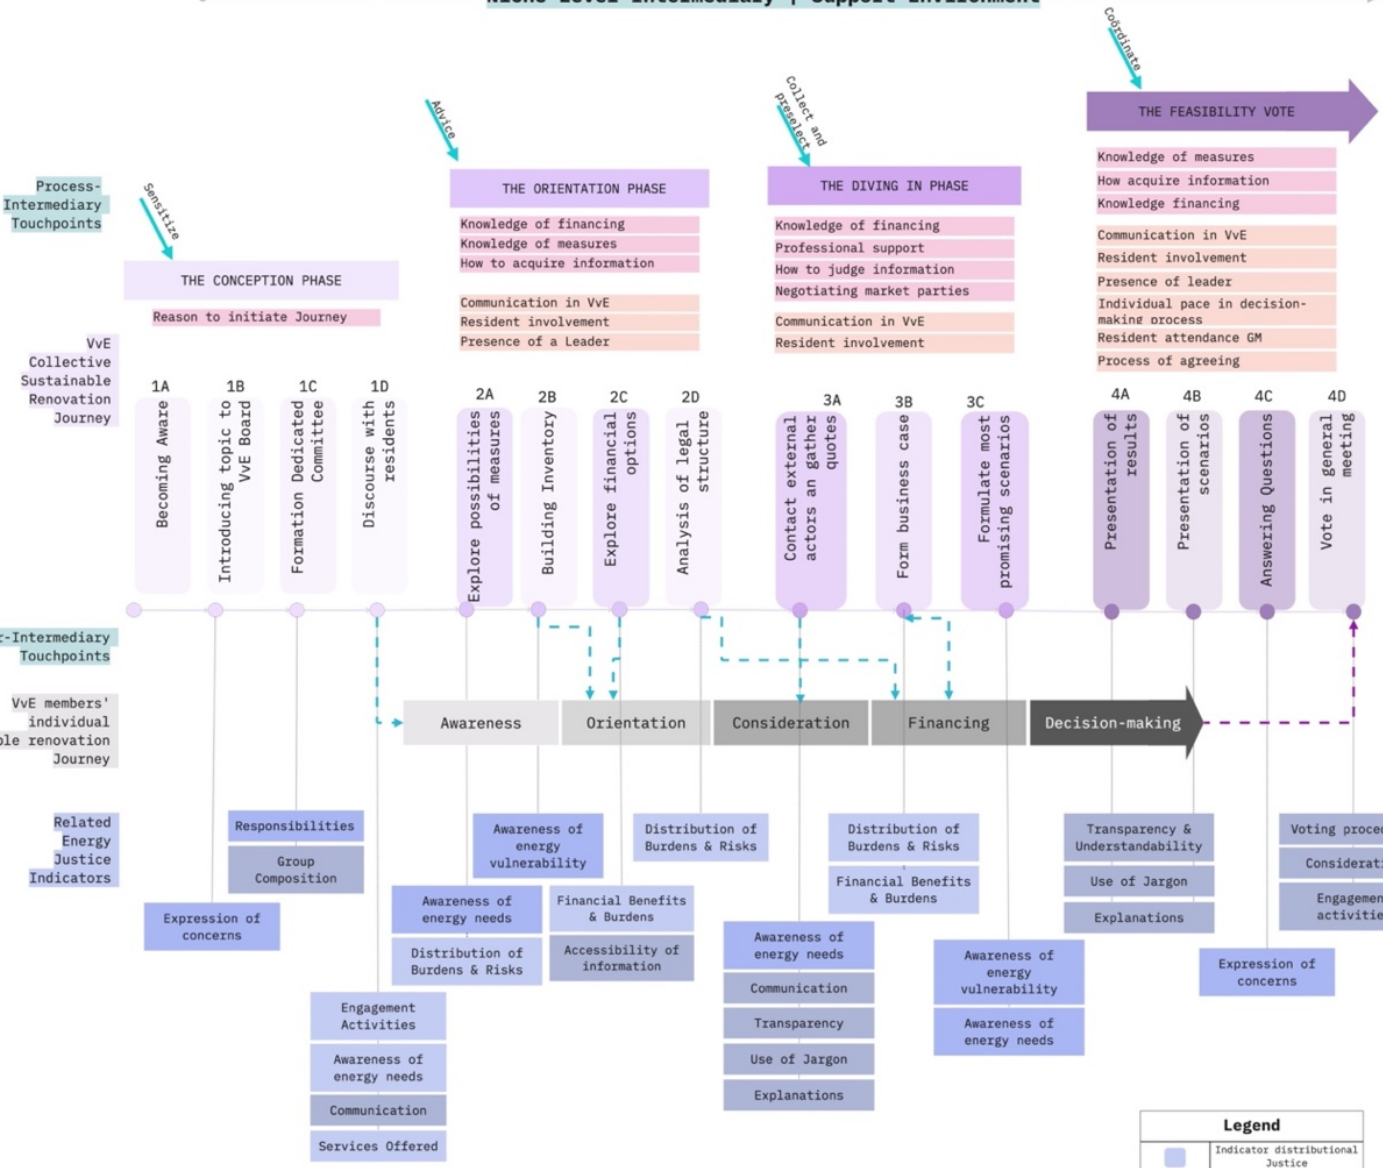 Niche Level Intermediary | Support Environment
Coördinate
Collect and
preselect
Advice
Sensitize
Process-
Intermediary
Touchpoints
THE CONCEPTION PHASE
Reason to initiate Journey
THE ORIENTATION PHASE
Knowledge of financing
Knowledge of measures
How to acquire information
Communication in VvE
Resident involvement
Presence of a Leader
THE DIVING IN PHASE
Knowledge of financing
Professional support
How to judge information
Negotiating market parties
Communication in VvE
Resident involvement
THE FEASIBILITY VOTE
Knowledge of measures
How acquire information
Knowledge financing
Communication in VvE
Resident involvement
Presence of leader
Individual pace in decision-
making process
Resident attendance GM
Process of agreeing
VvE
Collective
Sustainable
Renovation
Journey
1A
Becoming Aware
1B
Introducing topic to
VvE Board
1C
Formation Dedicated
Committee
1D
Discourse with
residents
2A
Explore possibilities
of measures
2B
Building Inventory
2C
Explore financial
options
2D
Analysis of legal
structure
3A
Contact external
actors an gather
quotes
3B
Form business case
3C
Formulate most
promising scenarios
4A
Presentation of
results
4B
Presentation of
scenarios
4C
Answering Questions
4D
Vote in general
meeting
r-Intermediary
Touchpoints
VvE members'
individual
ble renovation
Journey
Awareness
Orientation
Consideration
Financing
Decision-making
Related
Energy
Justice
Indicators
Expression of
concerns
Responsibilities
Group
Composition
Engagement
Activities
Awareness of
energy needs
Communication
Services Offered
Awareness of
energy needs
Distribution of
Burdens & Risks
Awareness of
energy
vulnerability
Financial Benefits
& Burdens
Accessibility of
information
Distribution of
Burdens & Risks
Awareness of
energy needs
Communication
Transparency
Use of Jargon
Explanations
Distribution of
Burdens & Risks
Financial Benefits
& Burdens
Awareness of
energy
vulnerability
Awareness of
energy needs
Transparency &
Understandability
Use of Jargon
Explanations
Expression of
concerns
Voting proced
Considerati
Engagemen
activitie
Legend
Indicator distributional
Justice